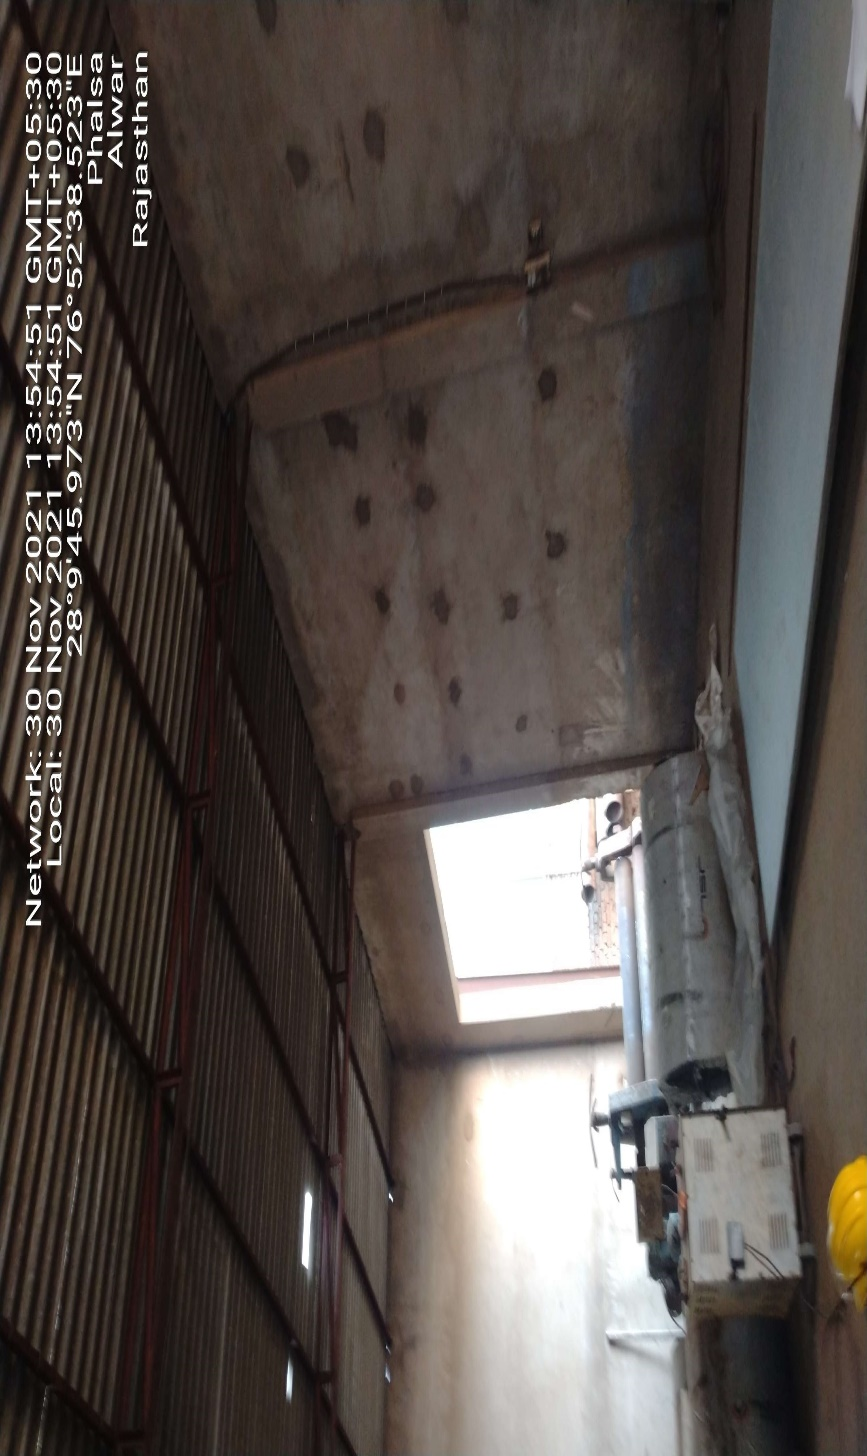 Network: 30 Nov 2021 13:54:51 GMT+05:30
Local: 30 Nov 2021 13:54:51 GMT+05:30
28°9'45.973"N 76°52'38.523"E
Phalsa
Alwar
Rajasthan